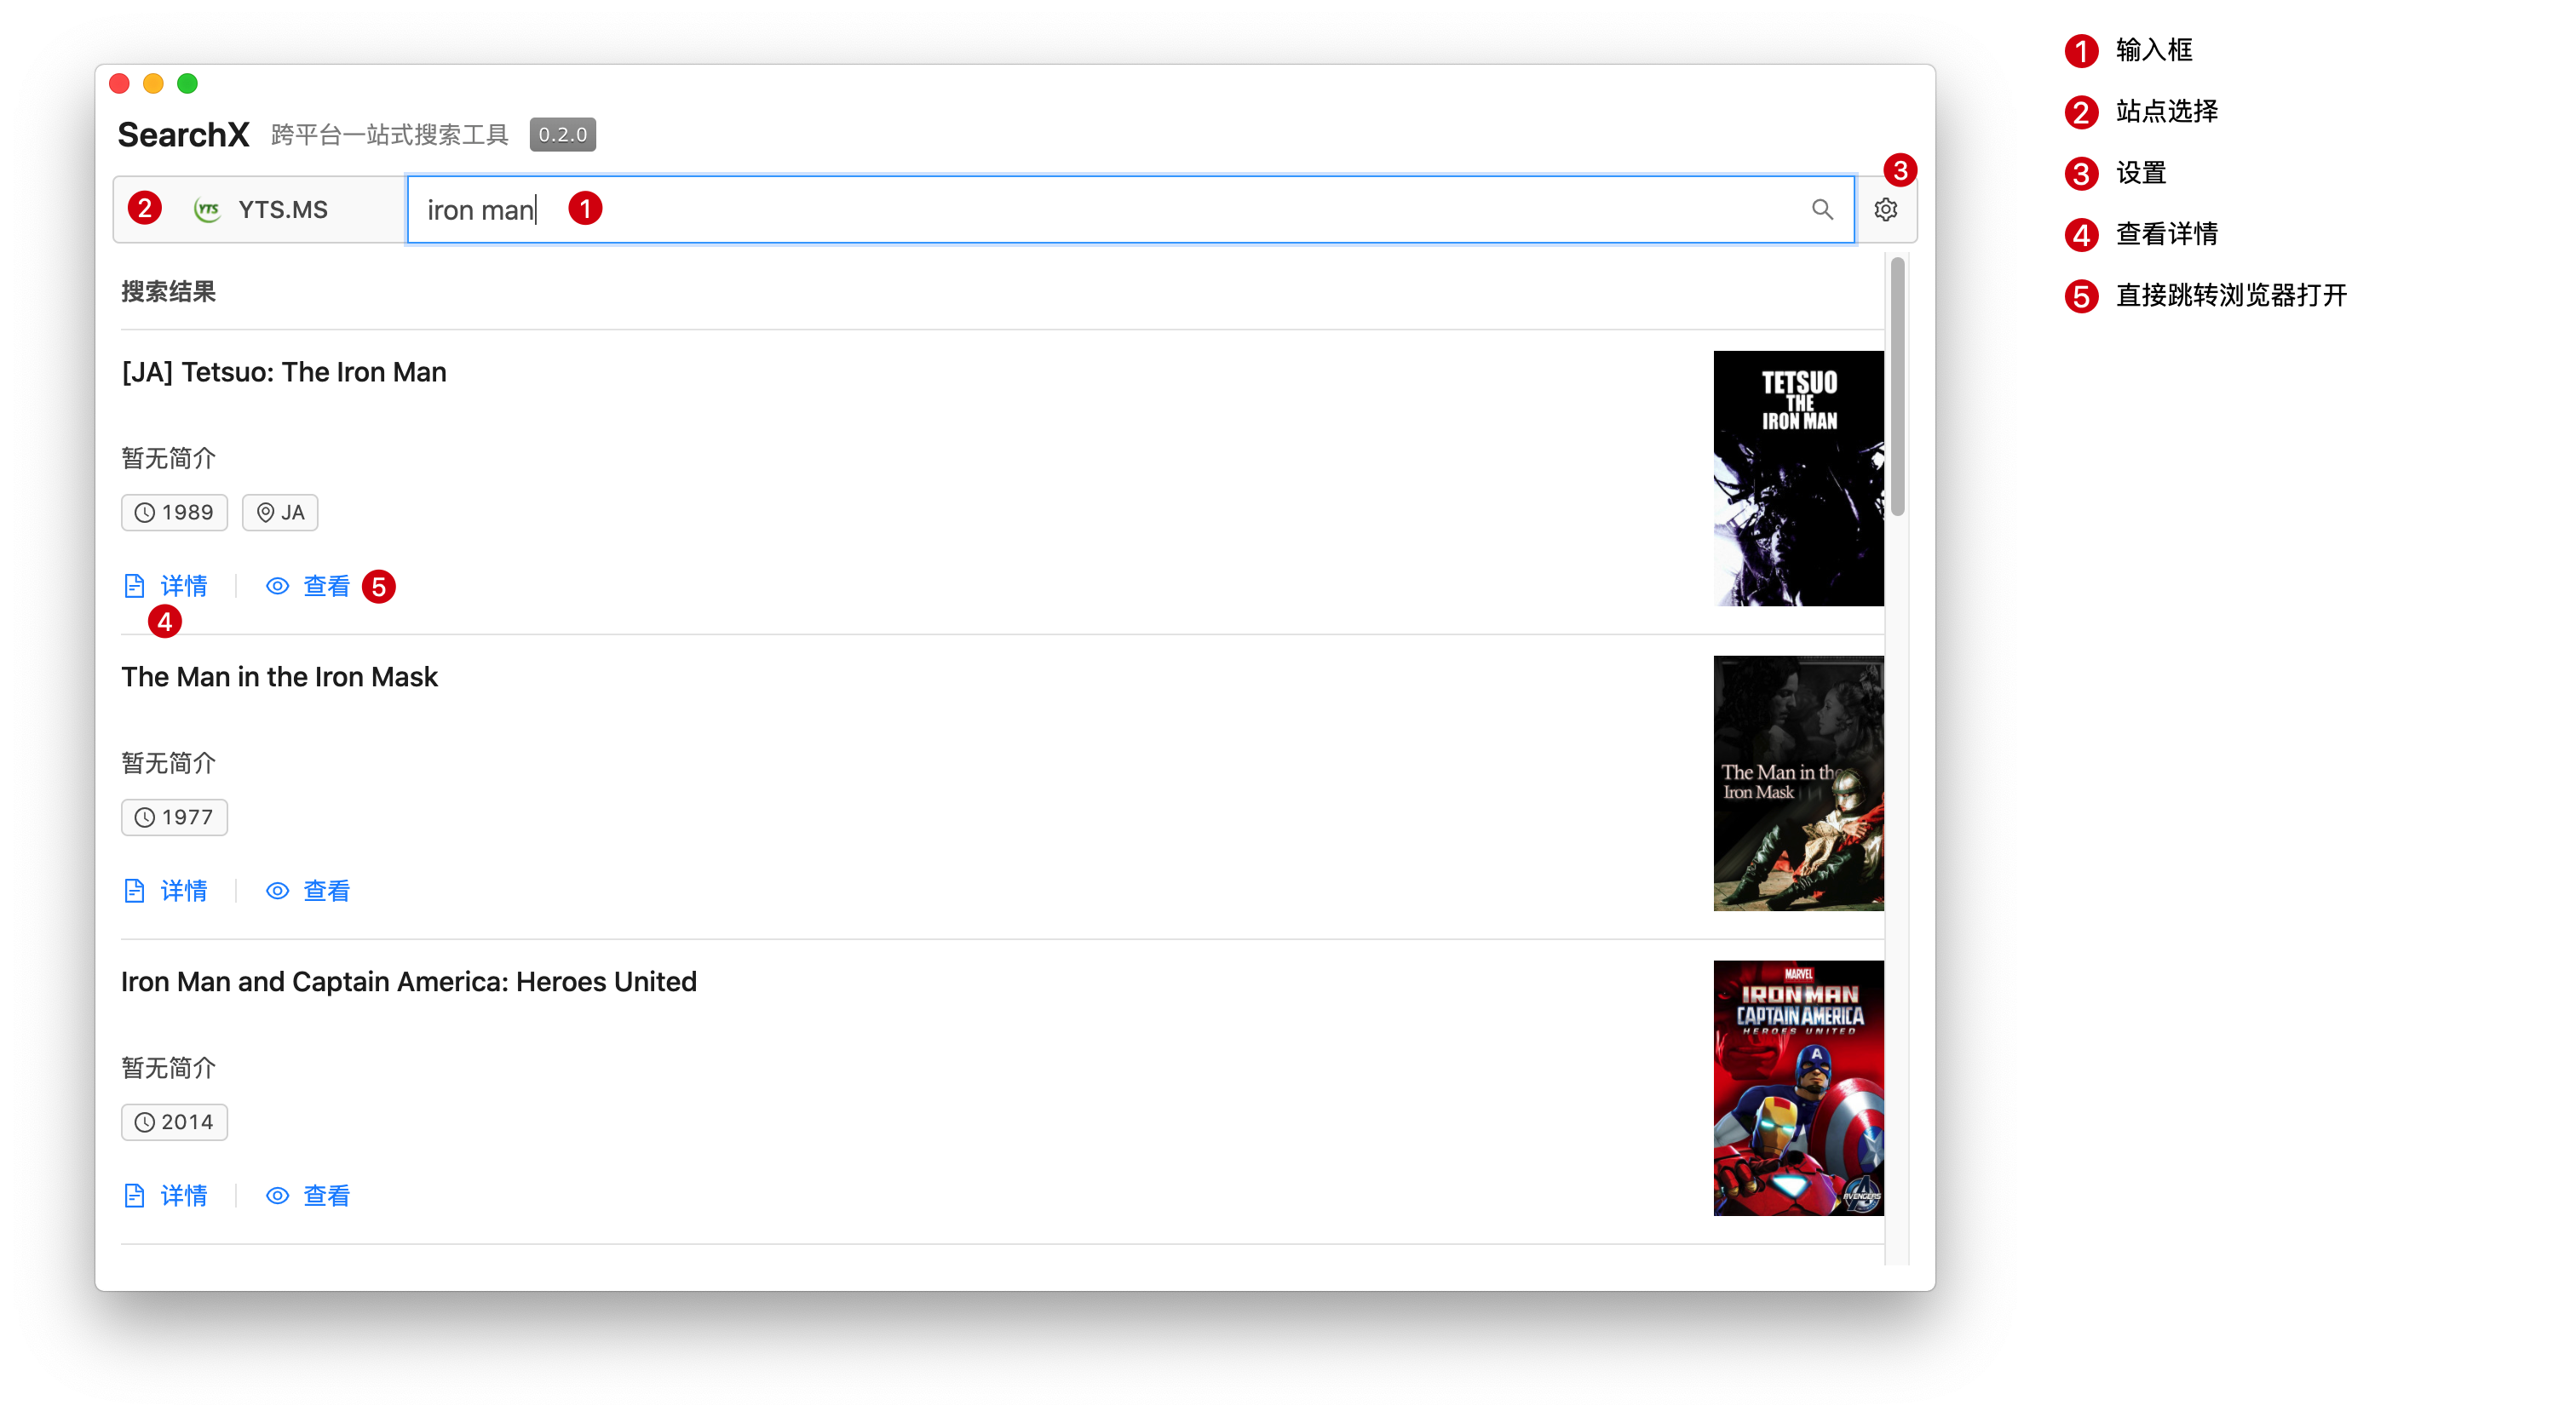 SearchX 跨平台一站式搜索工具 0.2.0
2 YTS YTS.MS iron man 1 3
搜索结果
[JA] Tetsuo: The Iron Man
暂无简介
1989 JA
详情 查看 5
4
TETSUO
THE
IRON MAN
The Man in the Iron Mask
暂无简介
1977
详情 查看
The Man in the
Iron Mask
Iron Man and Captain America: Heroes United
暂无简介
2014
详情 查看
MARVEL
IRON MAN
CAPTAIN AMERICA
HEROES UNITED
A
AVENGERS
1 输入框
2 站点选择
3 设置
4 查看详情
5 直接跳转浏览器打开